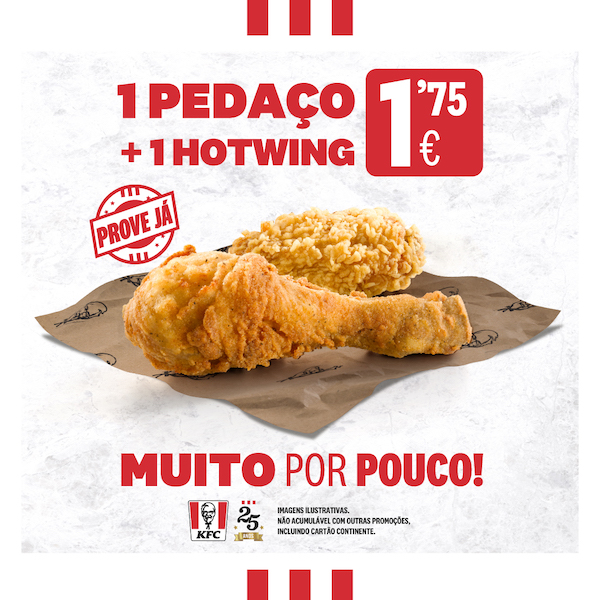 1 PEDAÇO
+ 1 HOTWING
1'75
€
PROVE JÁ
MUITO POR POUCO!
KFC
25
ANOS
IMAGENS ILUSTRATIVAS.
NÃO ACUMULÁVEL COM OUTRAS PROMOÇÕES,
INCLUINDO CARTÃO CONTINENTE.